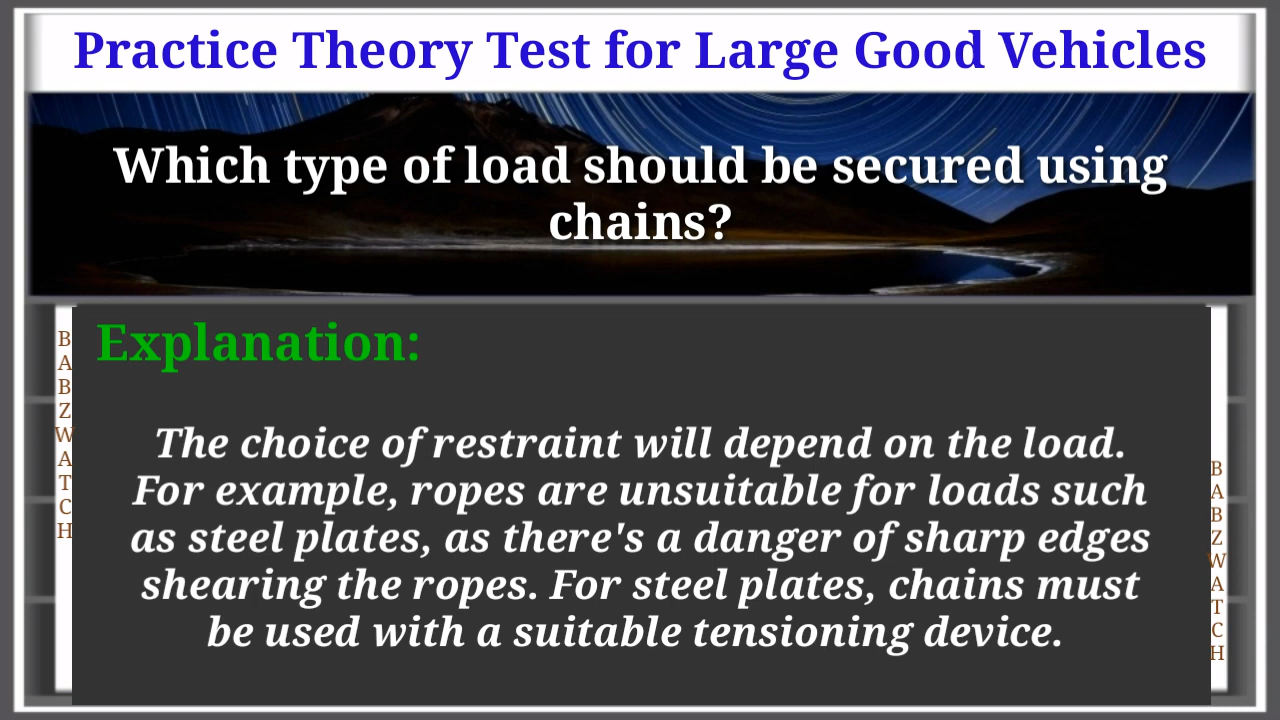 Practice Theory Test for Large Good Vehicles
Which type of load should be secured using
chains?
Explanation:
The choice of restraint will depend on the load.
For example, ropes are unsuitable for loads such
as steel plates, as there's a danger of sharp edges
shearing the ropes. For steel plates, chains must
be used with a suitable tensioning device.
BABZWATCH
BABZWATCH